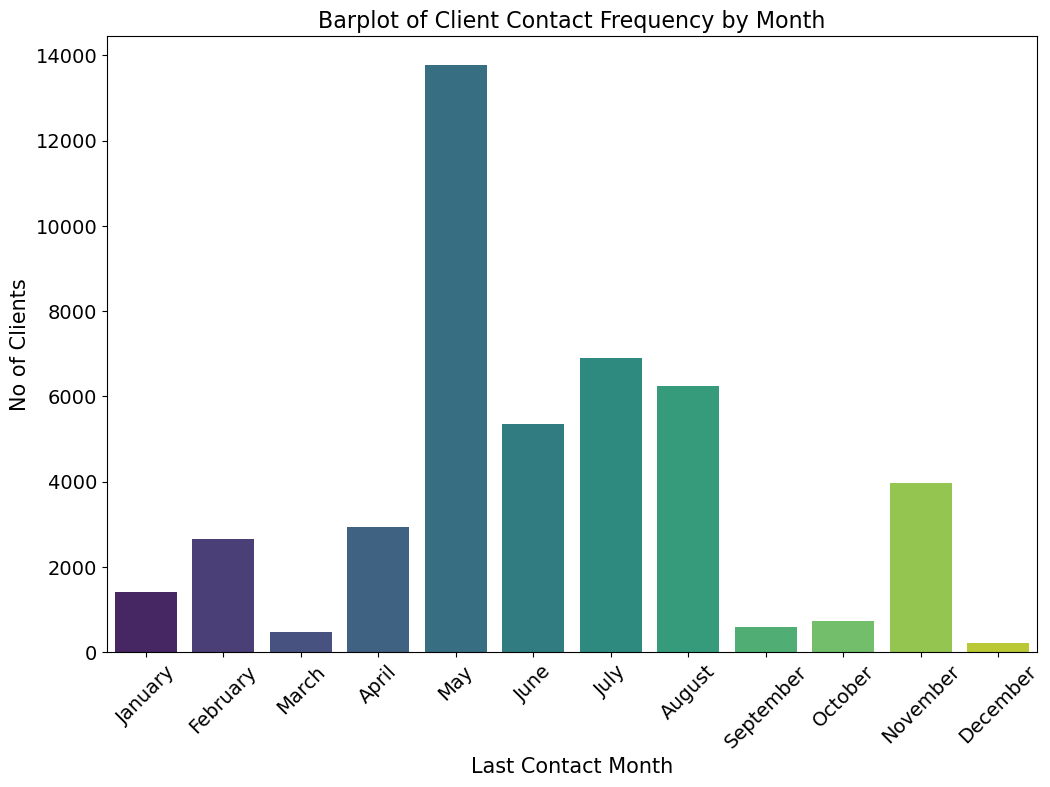 Barplot of Client Contact Frequency by Month
No of Clients
14000
12000
10000
8000
6000
4000
2000
0
January
February
March
April
May
June
July
August
September
October
November
December
Last Contact Month